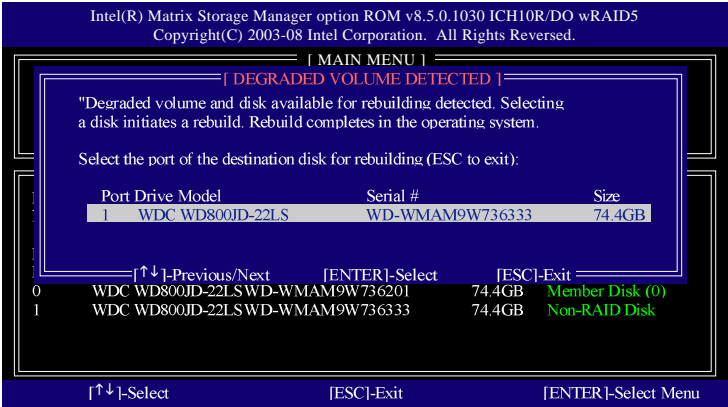 Intel(R) Matrix Storage Manager option ROM v8.5.0.1030 ICH10R/DO wRAID5
Copyright(C) 2003-08 Intel Corporation. All Rights Reversed.
[ MAIN MENU ]
[ DEGRADED VOLUME DETECTED ]
"Degraded volume and disk available for rebuilding detected. Selecting
a disk initiates a rebuild. Rebuild completes in the operating system.
Select the port of the destination disk for rebuilding (ESC to exit):
Port Drive Model Serial # Size
1 WDC WD800JD-22LS WD-WMAM9W736333 74.4GB
[↑↓]-Previous/Next [ENTER]-Select [ESC]-Exit
0 WDC WD800JD-22LSWD-WMAM9W736201 74.4GB Member Disk (0)
1 WDC WD800JD-22LSWD-WMAM9W736333 74.4GB Non-RAID Disk
[↑↓]-Select [ESC]-Exit [ENTER]-Select Menu